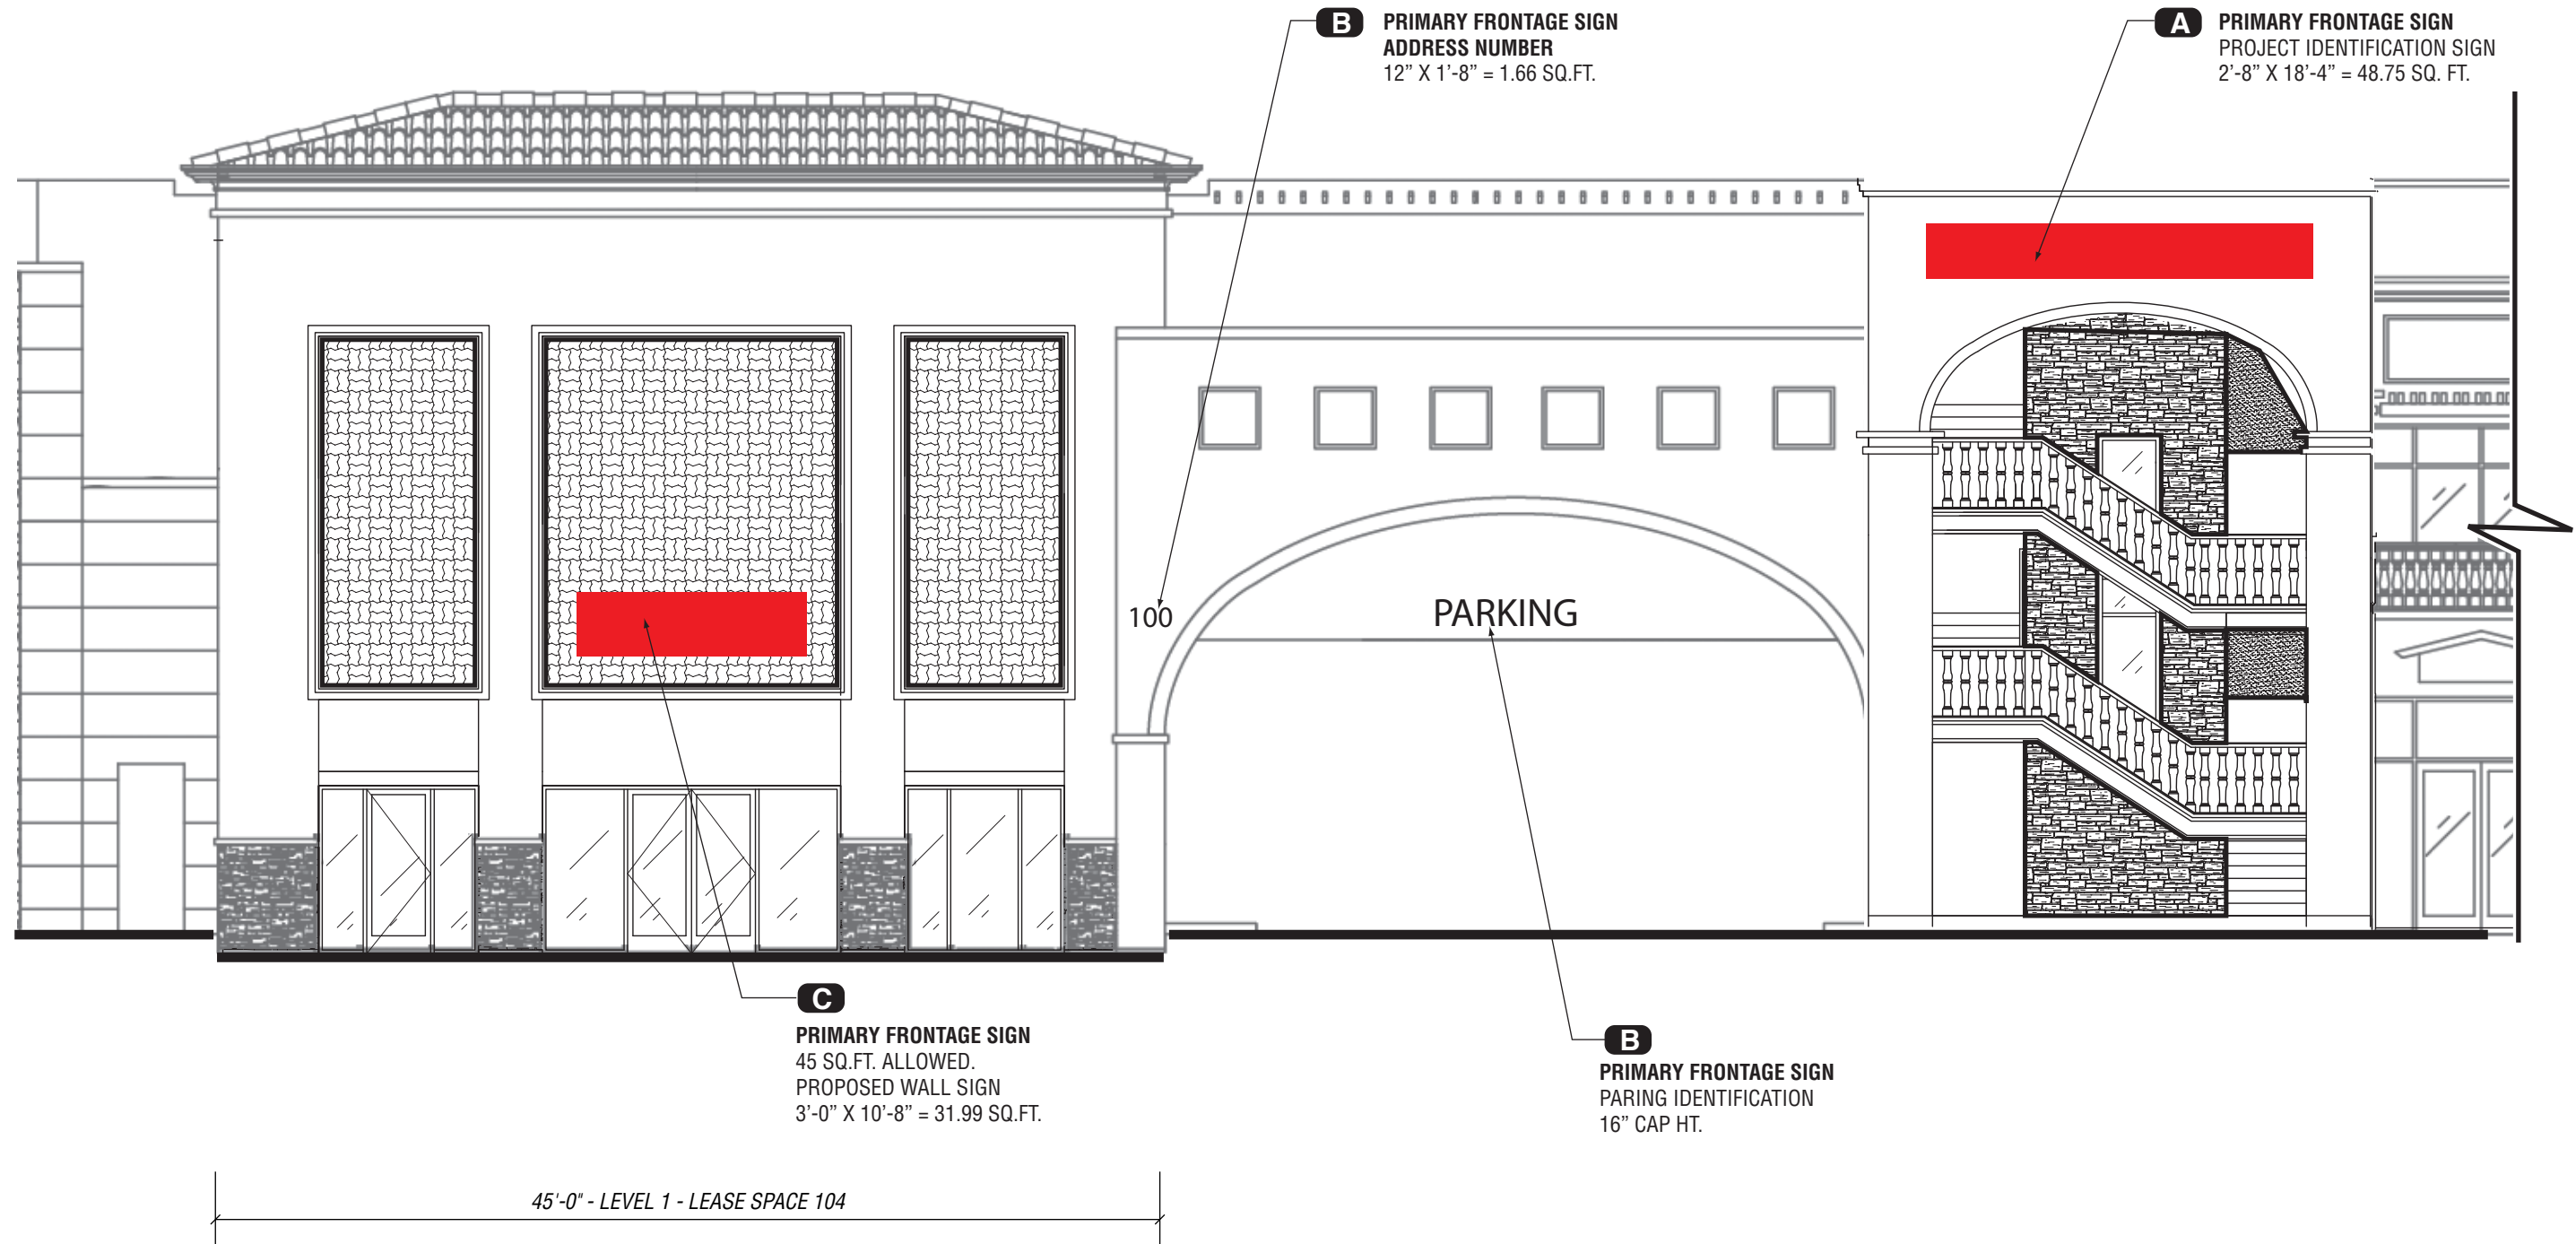 B
PRIMARY FRONTAGE SIGN
ADDRESS NUMBER
12” X 1’-8” = 1.66 SQ.FT.
A
PRIMARY FRONTAGE SIGN
PROJECT IDENTIFICATION SIGN
2’-8” X 18’-4” = 48.75 SQ. FT.
100
PARKING
C
PRIMARY FRONTAGE SIGN
45 SQ.FT. ALLOWED.
PROPOSED WALL SIGN
3’-0” X 10’-8” = 31.99 SQ.FT.
B
PRIMARY FRONTAGE SIGN
PARING IDENTIFICATION
16” CAP HT.
45'-0" - LEVEL 1 - LEASE SPACE 104